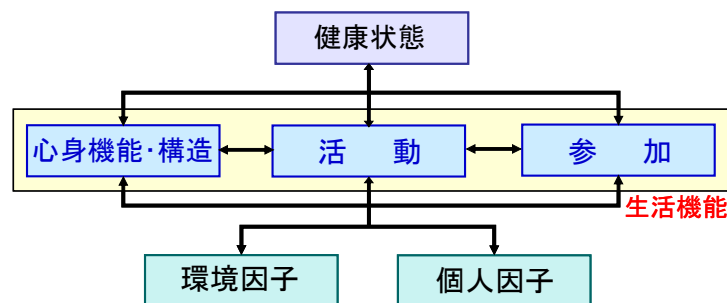 健康状態
心身機能・構造
活　動
参　加
生活機能
環境因子
個人因子